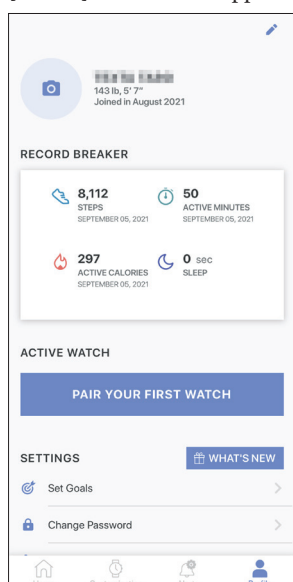 143 lb, 5' 7"
Joined in August 2021
RECORD BREAKER
8,112
STEPS
SEPTEMBER 05, 2021
50
ACTIVE MINUTES
SEPTEMBER 05, 2021
297
ACTIVE CALORIES
SEPTEMBER 05, 2021
0 sec
SLEEP
ACTIVE WATCH
PAIR YOUR FIRST WATCH
SETTINGS
WHAT'S NEW
Set Goals
Change Password